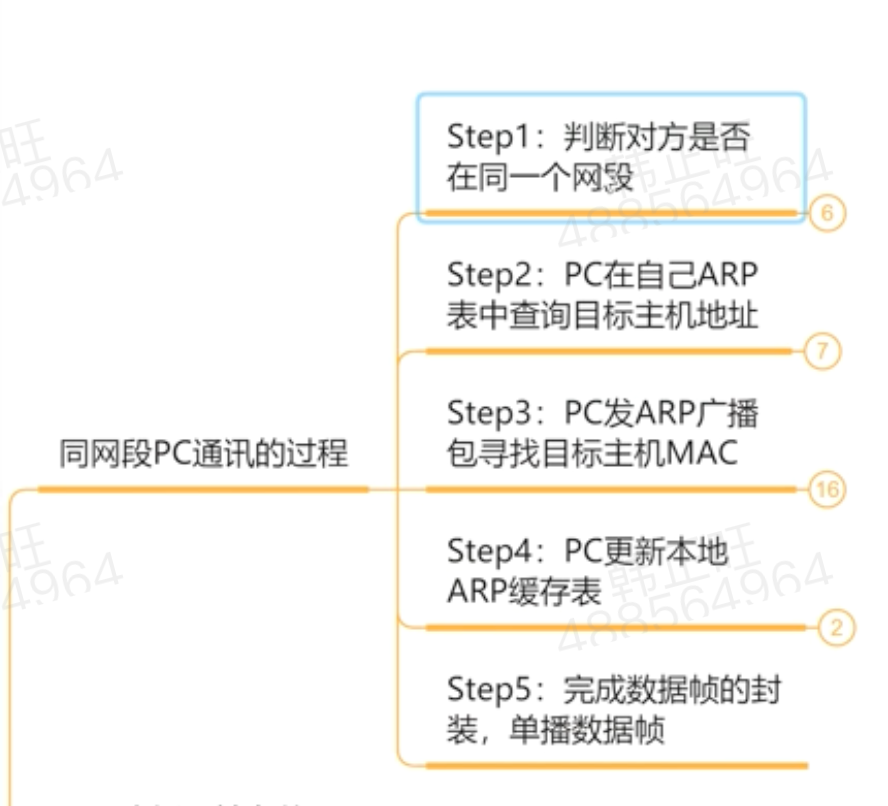 Step1：判断对方是否
在同一个网段
6
Step2：PC在自己ARP
表中查询目标主机地址
7
Step3：PC发ARP广播
包寻找目标主机MAC
16
同网段PC通讯的过程
Step4：PC更新本地
ARP缓存表
2
Step5：完成数据帧的封
装，单播数据帧
旺
4964
韩正旺
488564964
旺
4964
韩正旺
488564964